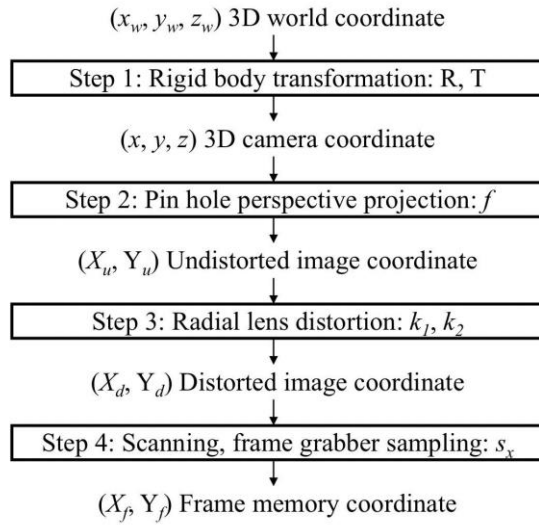 (x_w, y_w, z_w) 3D world coordinate
Step 1: Rigid body transformation: R, T
(x, y, z) 3D camera coordinate
Step 2: Pin hole perspective projection: f
(X_u, Y_u) Undistorted image coordinate
Step 3: Radial lens distortion: k_1, k_2
(X_d, Y_d) Distorted image coordinate
Step 4: Scanning, frame grabber sampling: s_x
(X_f, Y_f) Frame memory coordinate